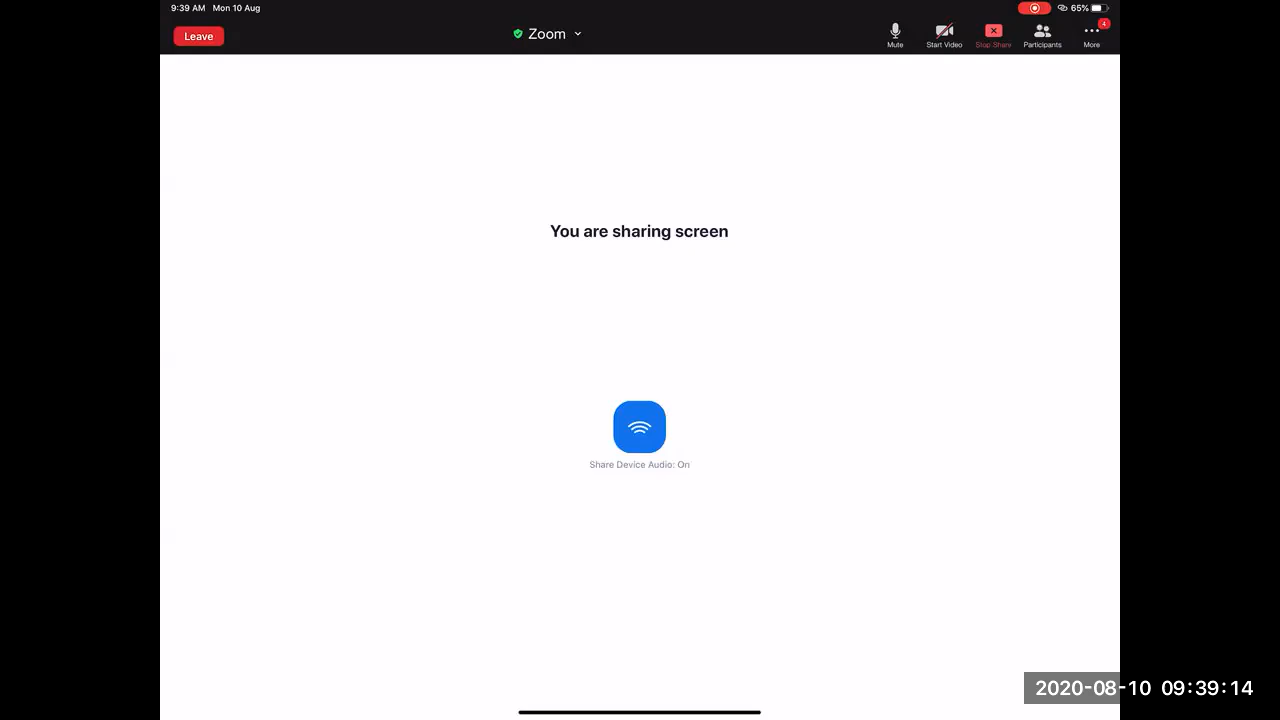 9:39 AM Mon 10 Aug
65%
Leave
Zoom
Mute
Start Video
Stop Share
Participants
More
4
You are sharing screen
Share Device Audio: On
2020-08-10 09:39:14